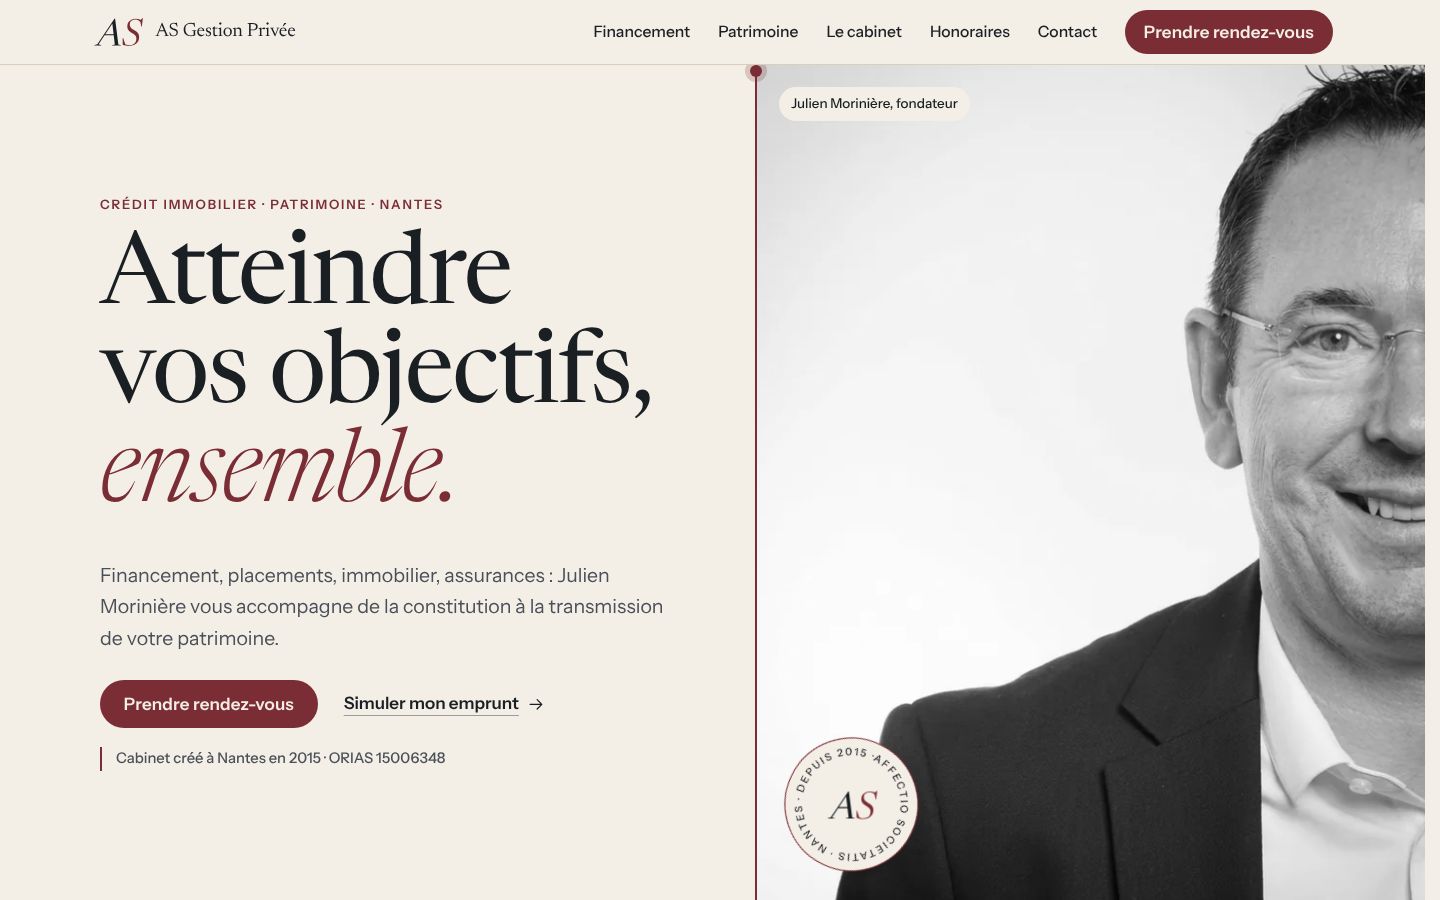 AS AS Gestion Privée
Financement Patrimoine Le cabinet Honoraires Contact Prendre rendez-vous
Julien Morinière, fondateur
CRÉDIT IMMOBILIER · PATRIMOINE · NANTES
Atteindre
vos objectifs,
ensemble.
Financement, placements, immobilier, assurances : Julien
Morinière vous accompagne de la constitution à la transmission
de votre patrimoine.
Prendre rendez-vous Simuler mon emprunt →
Cabinet créé à Nantes en 2015 · ORIAS 15006348
AFFECTIO SOCIETATIS · NANTES · DEPUIS 2015 ·
AS